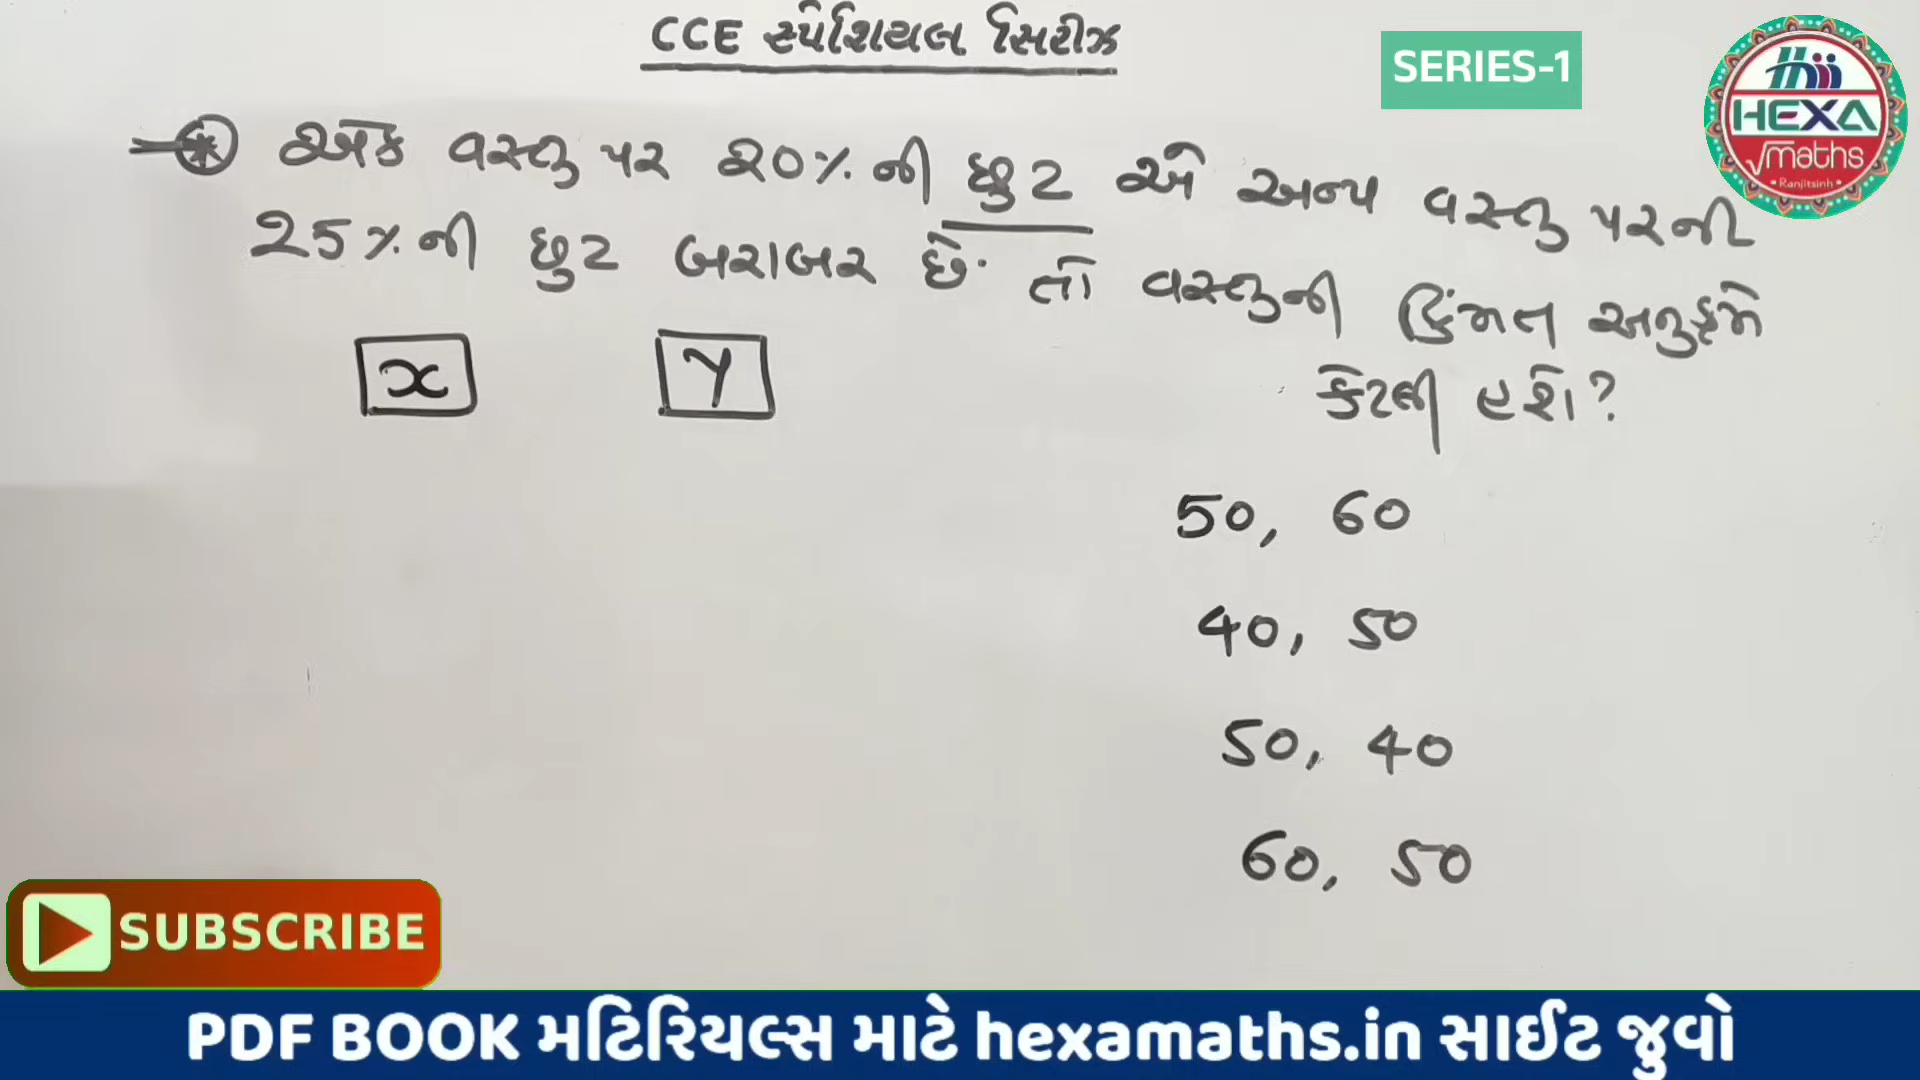 CCE સ્પેશિયલ સિરીઝ
SERIES-1
HEXA
√maths
Ranjitsinh
એક વસ્તુ પર 20% ની છુટ એ અન્ય વસ્તુ પરની
25% ની છુટ બરાબર છે. તો વસ્તુની કિંમત અનુક્રમે
કેટલી હશે?
x Y
50, 60
40, 50
50, 40
60, 50
SUBSCRIBE
PDF BOOK મટિરિયલ્સ માટે hexamaths.in સાઈટ જુવો